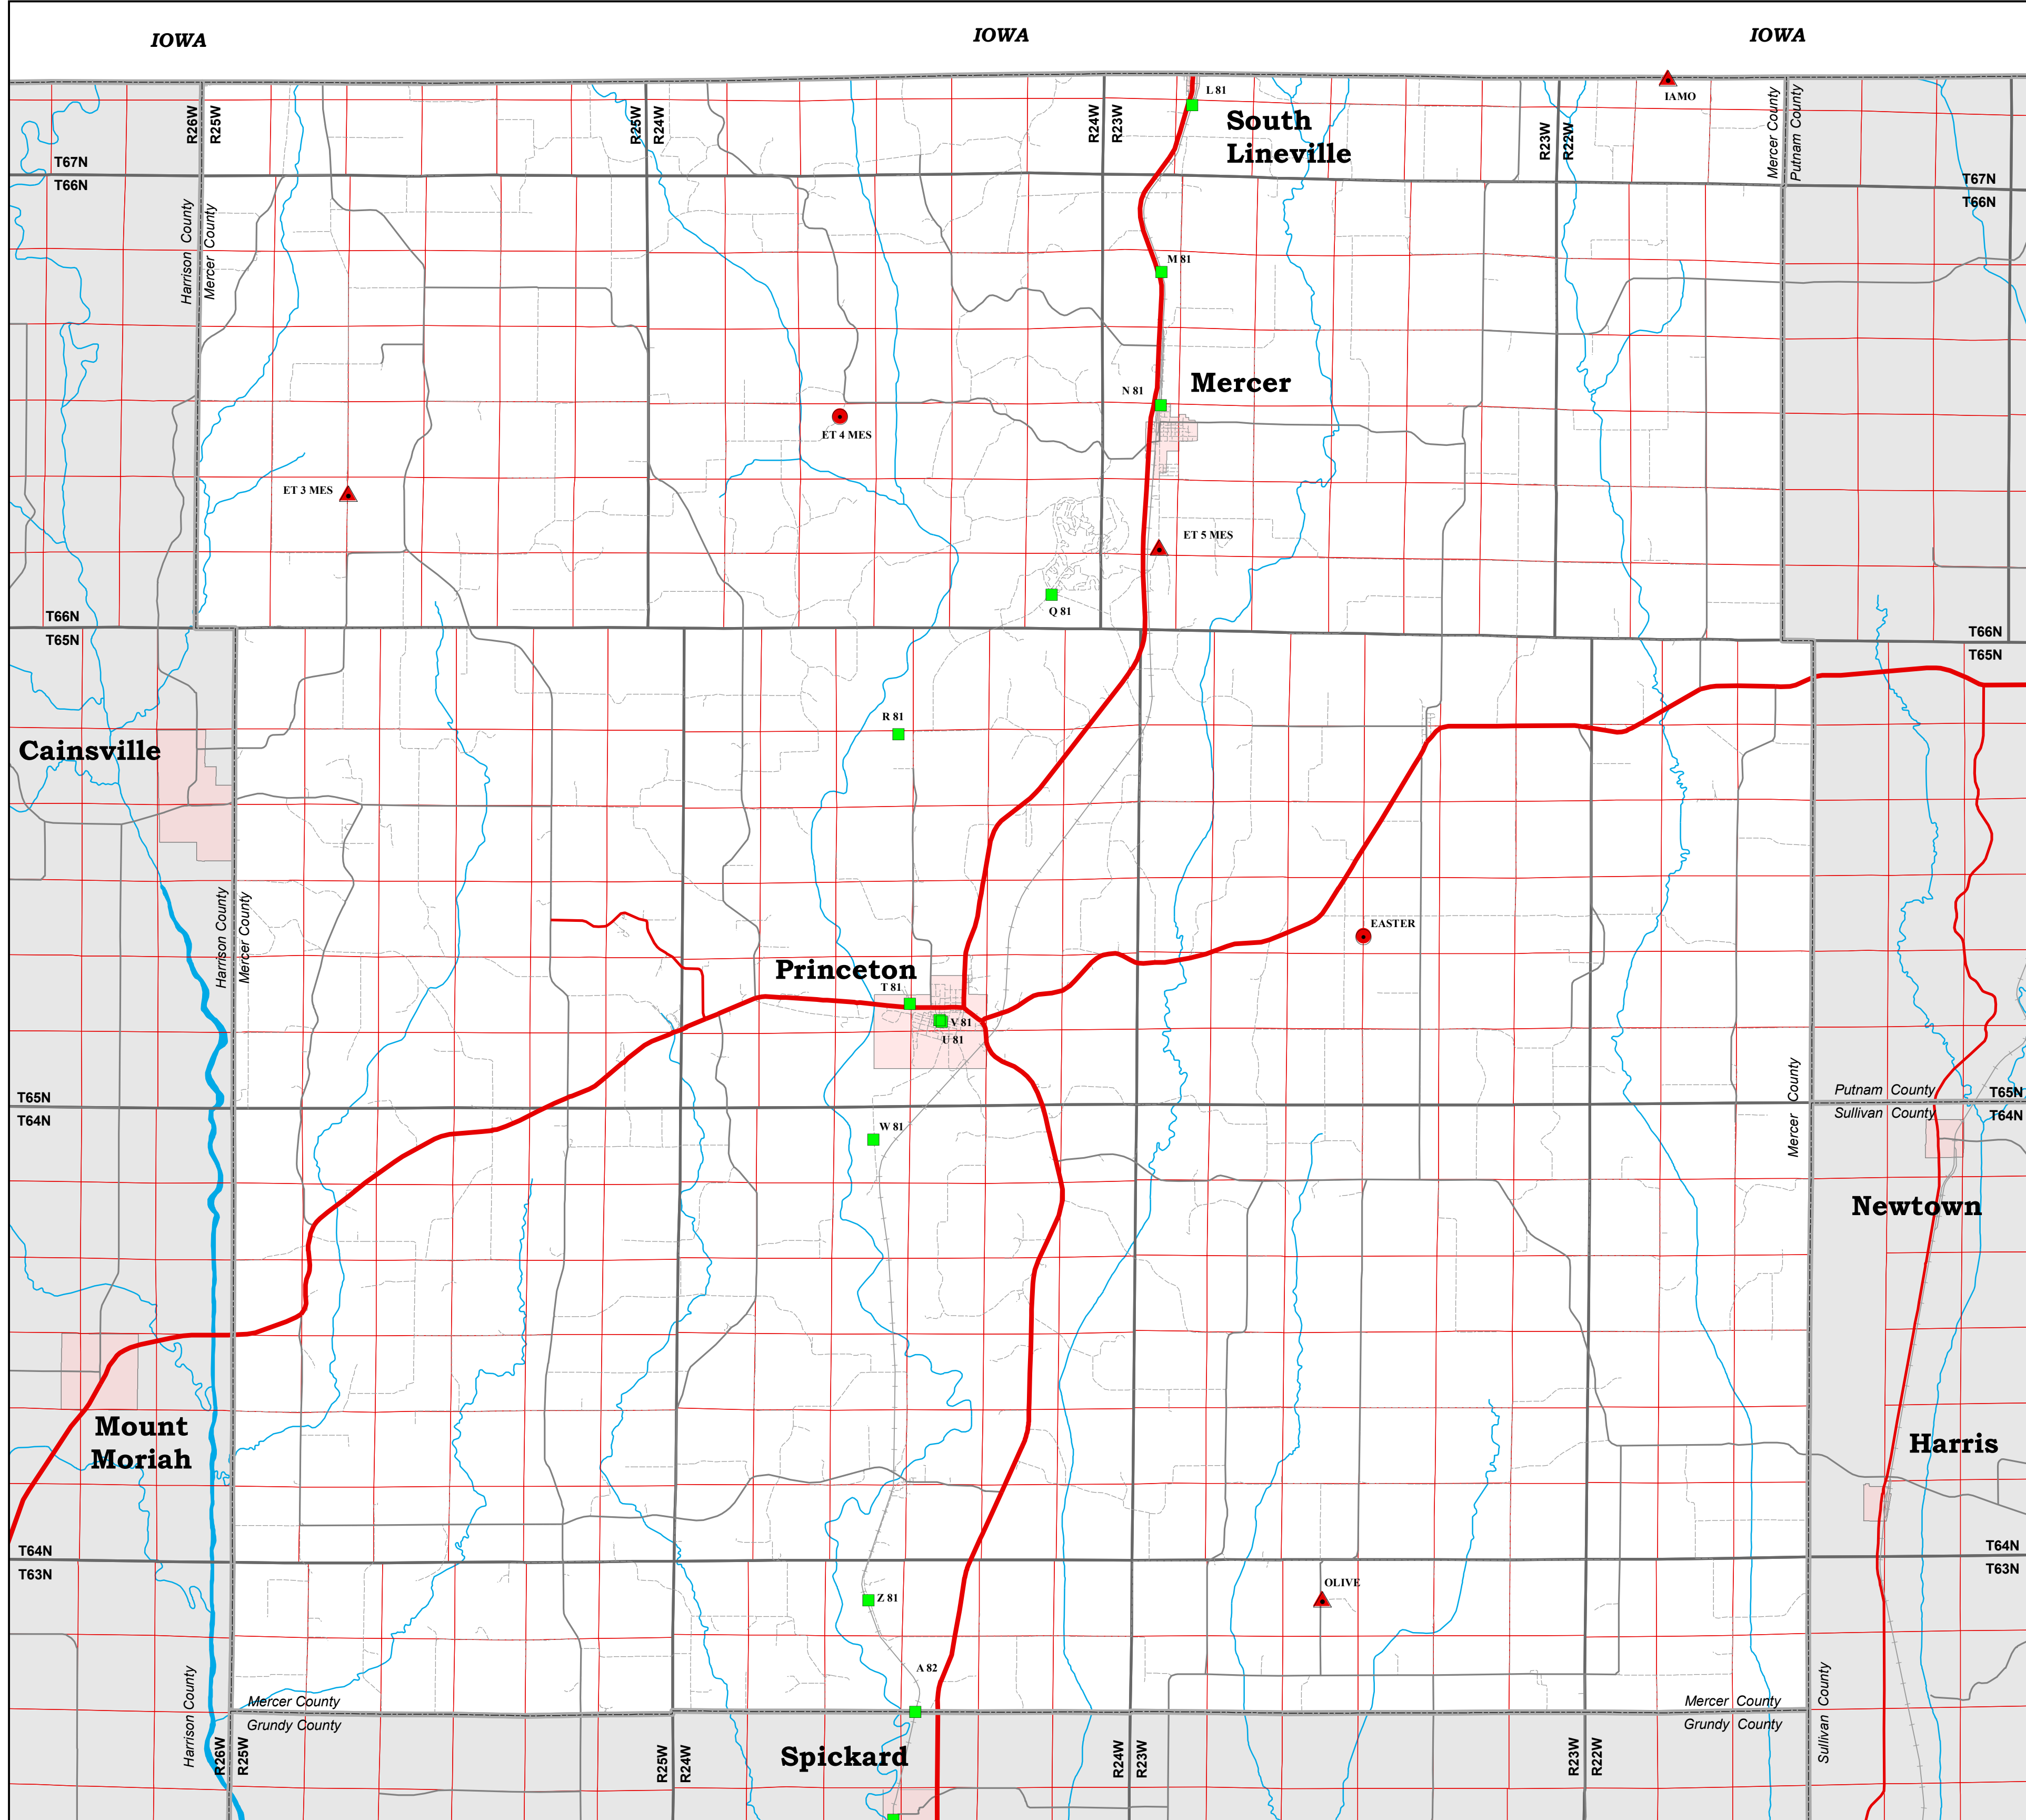 IOWA
IOWA
IOWA
L 81
IAMO
R26W
R25W
R25W
R24W
R24W
R23W
South
Lineville
R23W
R22W
Mercer County
Putnam County
T67N
T66N
T67N
T66N
Harrison County
Mercer County
M 81
N 81
Mercer
ET 4 MES
ET 3 MES
ET 5 MES
Q 81
T66N
T65N
T66N
T65N
R 81
Cainsville
Harrison County
Mercer County
EASTER
Princeton
T 81
V 81
U 81
Mercer County
T65N
T64N
Putnam County
Sullivan County
T65N
T64N
W 81
Newtown
Mount
Moriah
Harris
T64N
T63N
T64N
T63N
OLIVE
Z 81
A 82
Harrison County
Mercer County
Grundy County
Mercer County
Grundy County
Sullivan County
R26W
R25W
R25W
R24W
Spickard
R24W
R23W
R23W
R22W